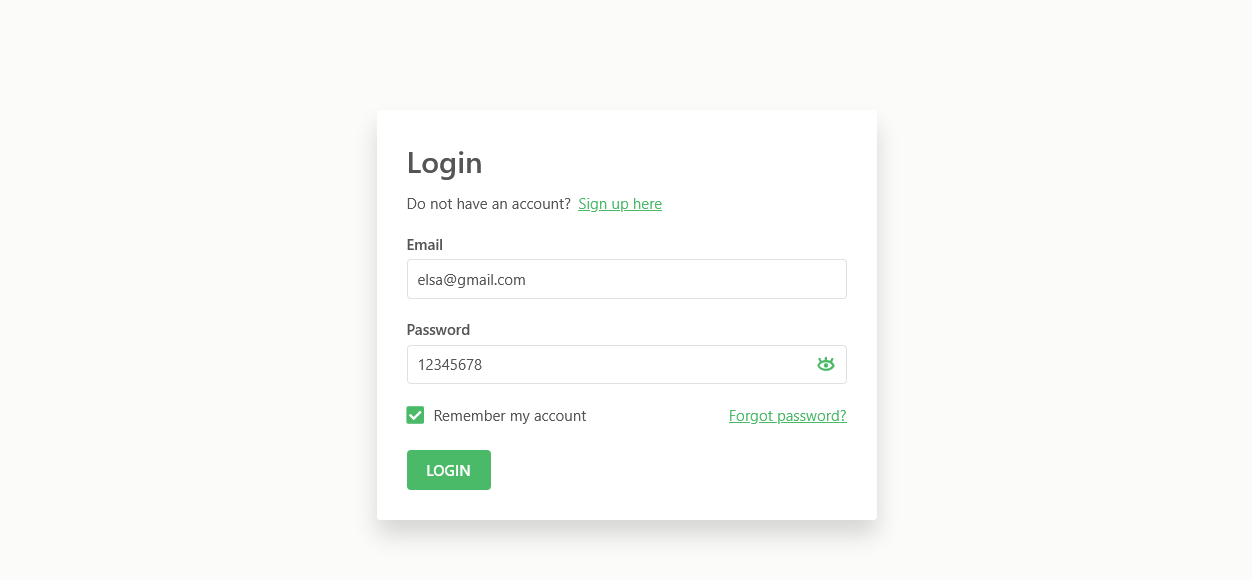 Login
Do not have an account? Sign up here
Email
elsa@gmail.com
Password
12345678
Remember my account Forgot password?
LOGIN